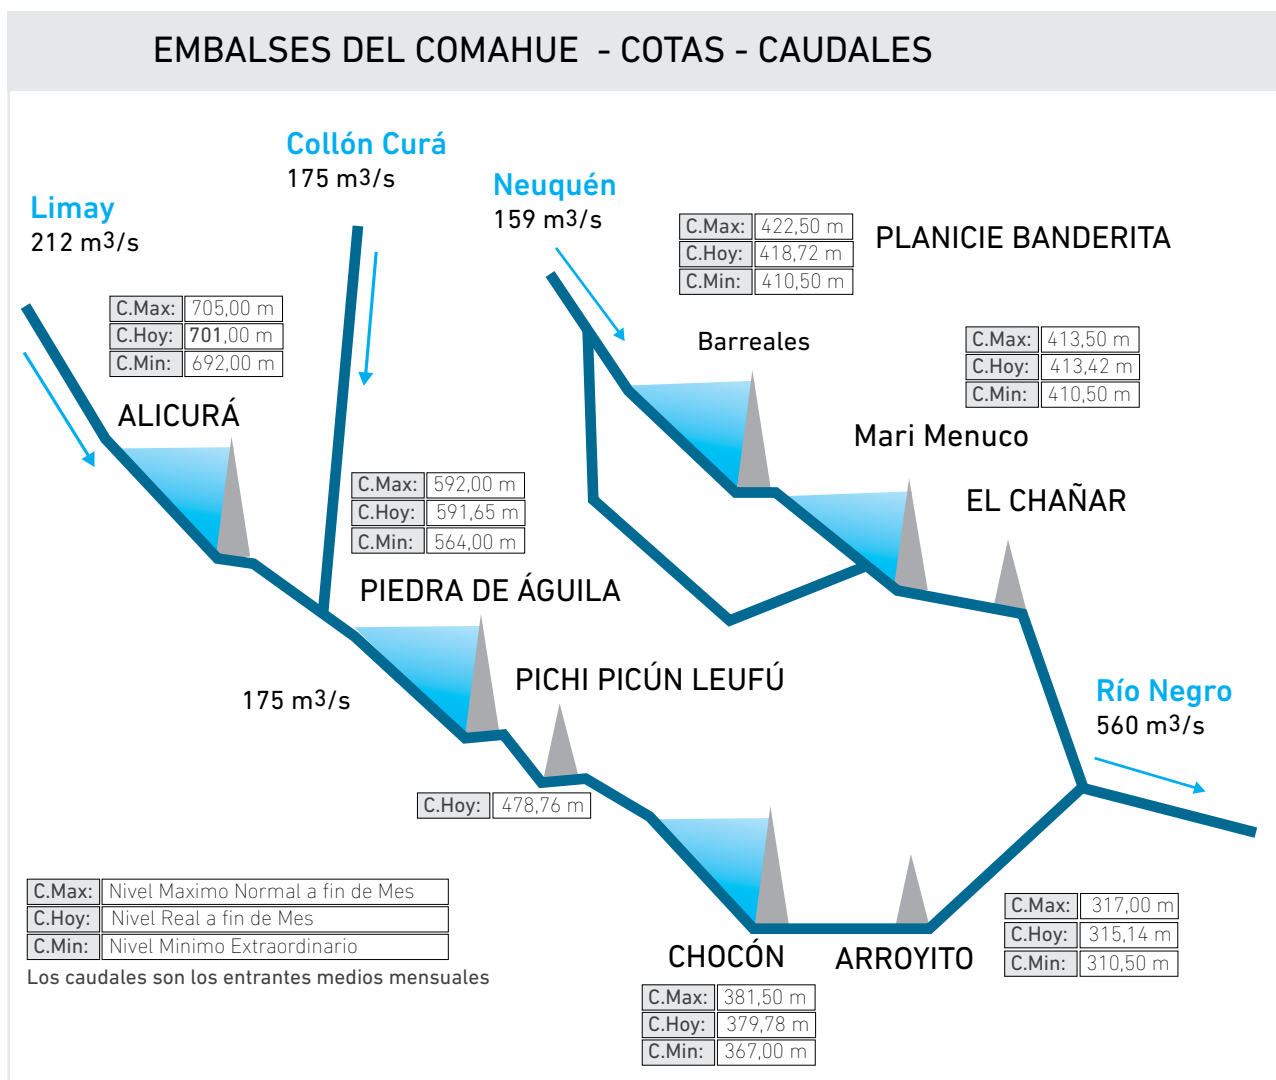 EMBALSES DEL COMAHUE - COTAS - CAUDALES
Collón Curá
175 m3/s
Neuquén
159 m3/s
Limay
212 m3/s
C.Max: 422,50 m
C.Hoy: 418,72 m
C.Min: 410,50 m
PLANICIE BANDERITA
C.Max: 705,00 m
C.Hoy: 701,00 m
C.Min: 692,00 m
Barreales
C.Max: 413,50 m
C.Hoy: 413,42 m
C.Min: 410,50 m
ALICURÁ
Mari Menuco
C.Max: 592,00 m
C.Hoy: 591,65 m
C.Min: 564,00 m
EL CHAÑAR
PIEDRA DE ÁGUILA
175 m3/s
PICHI PICÚN LEUFÚ
Río Negro
560 m3/s
C.Hoy: 478,76 m
C.Max: Nivel Maximo Normal a fin de Mes
C.Hoy: Nivel Real a fin de Mes
C.Min: Nivel Minimo Extraordinario
Los caudales son los entrantes medios mensuales
CHOCÓN
ARROYITO
C.Max: 317,00 m
C.Hoy: 315,14 m
C.Min: 310,50 m
C.Max: 381,50 m
C.Hoy: 379,78 m
C.Min: 367,00 m